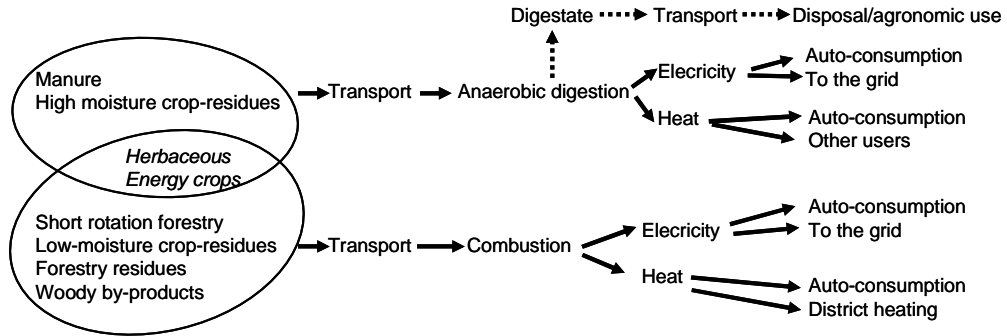 Digestate Transport Disposal/agronomic use
Manure
High moisture crop-residues
Transport
Anaerobic digestion
Elecricity
Auto-consumption
To the grid
Heat
Auto-consumption
Other users
Herbaceous
Energy crops
Short rotation forestry
Low-moisture crop-residues
Forestry residues
Woody by-products
Transport
Combustion
Elecricity
Auto-consumption
To the grid
Heat
Auto-consumption
District heating